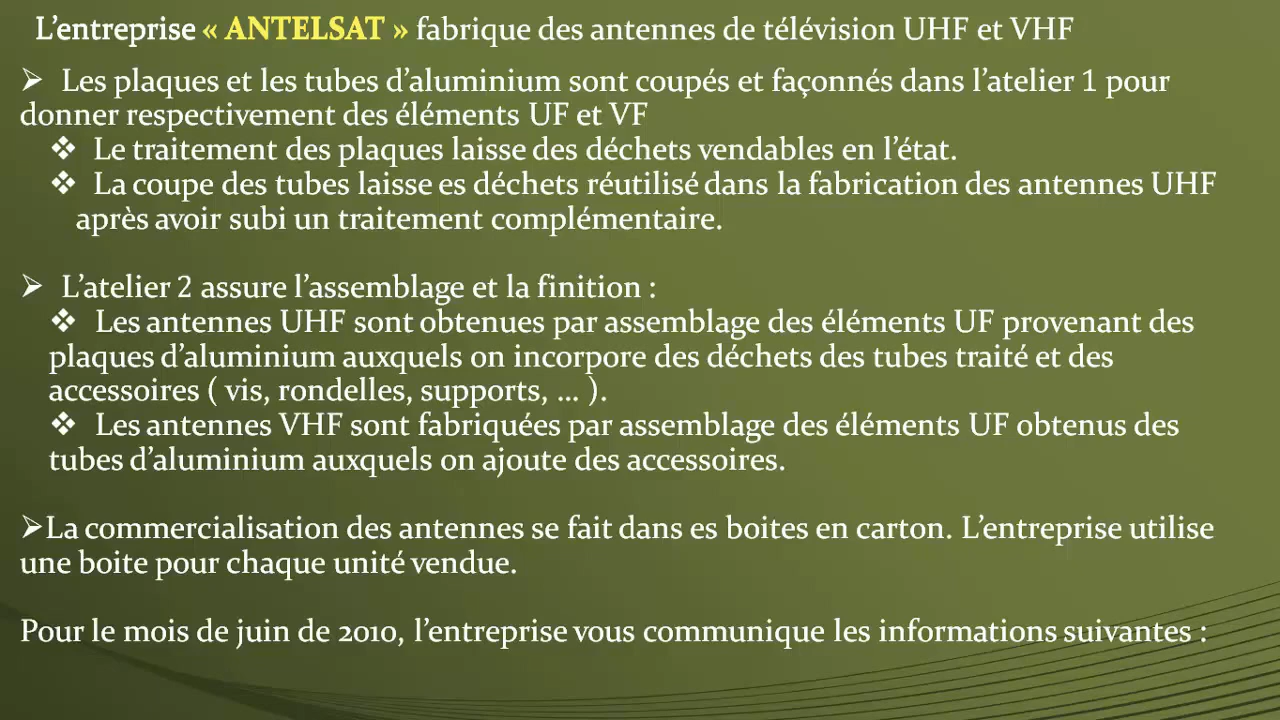 L'entreprise « ANTELSAT » fabrique des antennes de télévision UHF et VHF
➢ Les plaques et les tubes d'aluminium sont coupés et façonnés dans l'atelier 1 pour
donner respectivement des éléments UF et VF
❖ Le traitement des plaques laisse des déchets vendables en l'état.
❖ La coupe des tubes laisse es déchets réutilisé dans la fabrication des antennes UHF
après avoir subi un traitement complémentaire.
➢ L'atelier 2 assure l'assemblage et la finition :
❖ Les antennes UHF sont obtenues par assemblage des éléments UF provenant des
plaques d'aluminium auxquels on incorpore des déchets des tubes traité et des
accessoires ( vis, rondelles, supports, ... ).
❖ Les antennes VHF sont fabriquées par assemblage des éléments UF obtenus des
tubes d'aluminium auxquels on ajoute des accessoires.
➢La commercialisation des antennes se fait dans es boites en carton. L'entreprise utilise
une boite pour chaque unité vendue.
Pour le mois de juin de 2010, l'entreprise vous communique les informations suivantes :